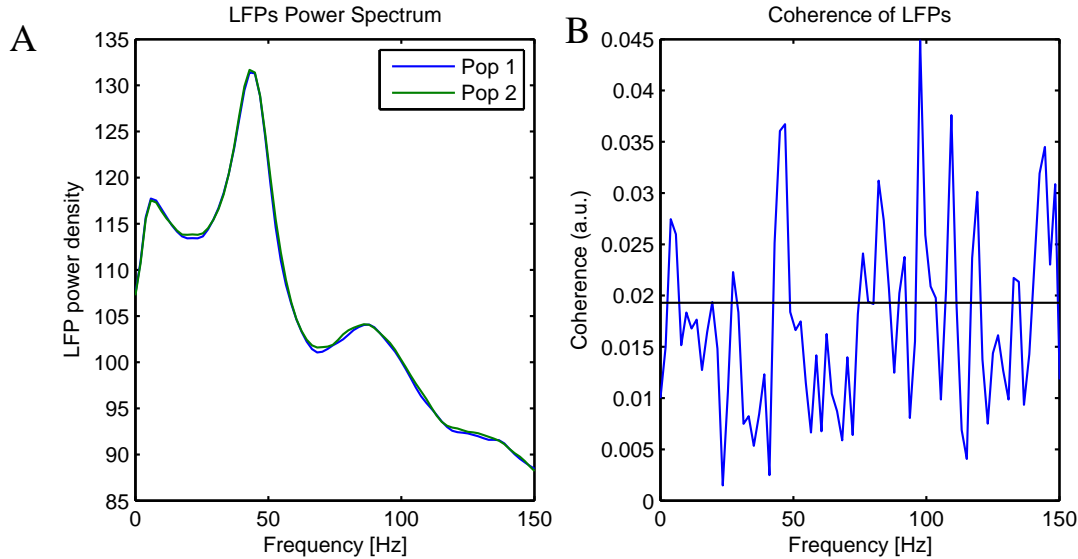 A
LFPs Power Spectrum
LFP power density
135
130
125
120
115
110
105
100
95
90
85
0
50
100
150
Frequency [Hz]
Pop 1
Pop 2
B
Coherence of LFPs
Coherence (a.u.)
0.045
0.04
0.035
0.03
0.025
0.02
0.015
0.01
0.005
0
0
50
100
150
Frequency [Hz]